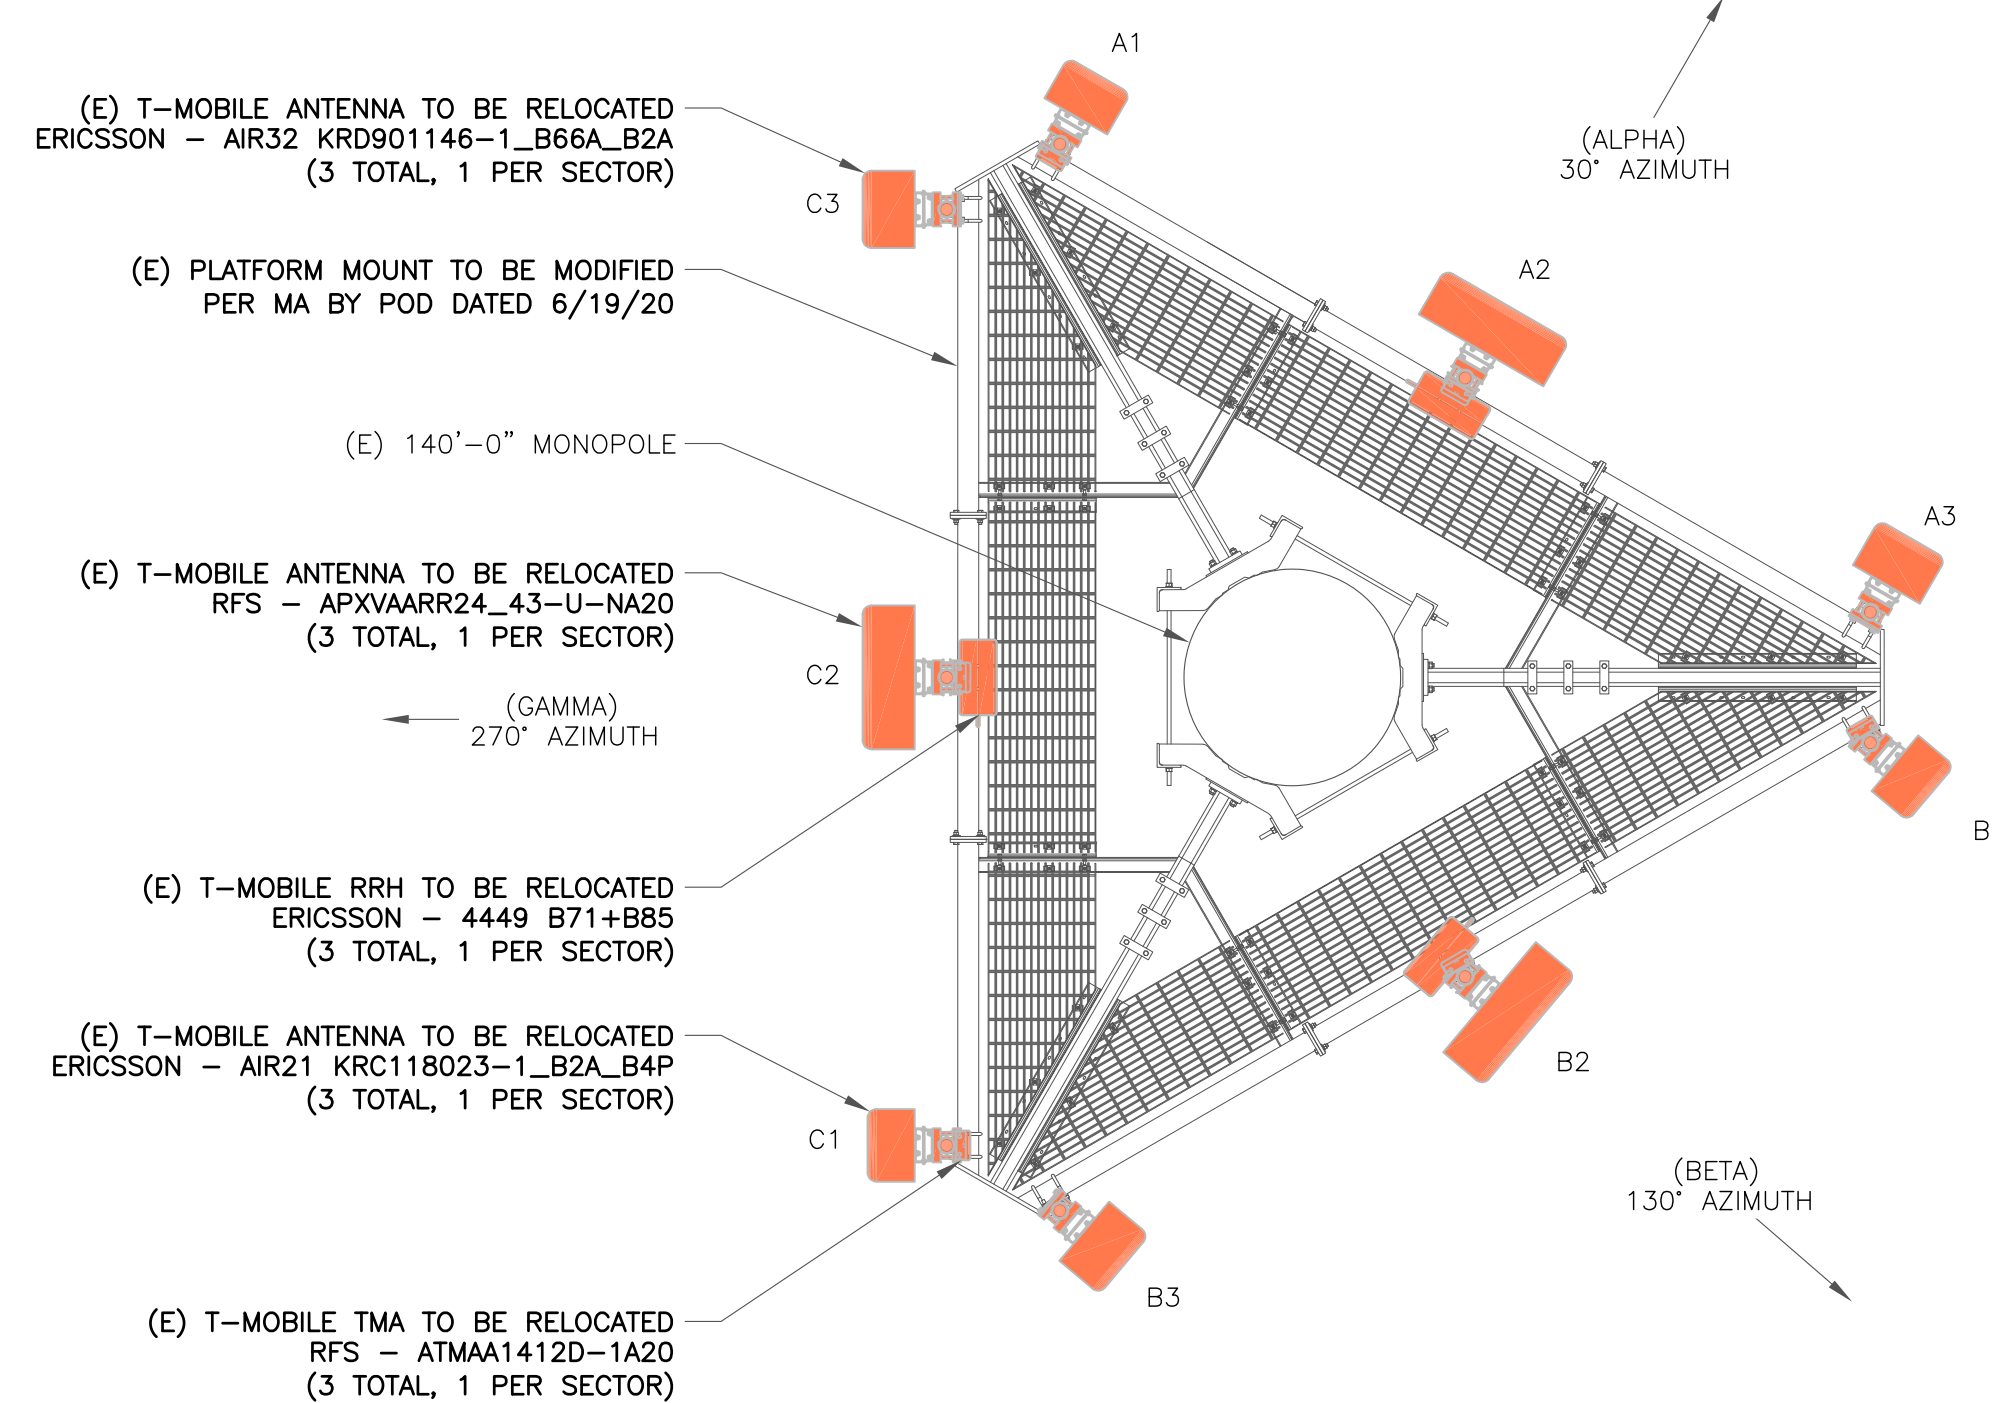 A1
(E) T-MOBILE ANTENNA TO BE RELOCATED
ERICSSON - AIR32 KRD901146-1_B66A_B2A
(3 TOTAL, 1 PER SECTOR)
(ALPHA)
30° AZIMUTH
C3
(E) PLATFORM MOUNT TO BE MODIFIED
PER MA BY POD DATED 6/19/20
A2
(E) 140'-0" MONOPOLE
A3
(E) T-MOBILE ANTENNA TO BE RELOCATED
RFS - APXVAARR24_43-U-NA20
(3 TOTAL, 1 PER SECTOR)
C2
(GAMMA)
270° AZIMUTH
B
(E) T-MOBILE RRH TO BE RELOCATED
ERICSSON - 4449 B71+B85
(3 TOTAL, 1 PER SECTOR)
(E) T-MOBILE ANTENNA TO BE RELOCATED
ERICSSON - AIR21 KRC118023-1_B2A_B4P
(3 TOTAL, 1 PER SECTOR)
B2
C1
(BETA)
130° AZIMUTH
B3
(E) T-MOBILE TMA TO BE RELOCATED
RFS - ATMAA1412D-1A20
(3 TOTAL, 1 PER SECTOR)